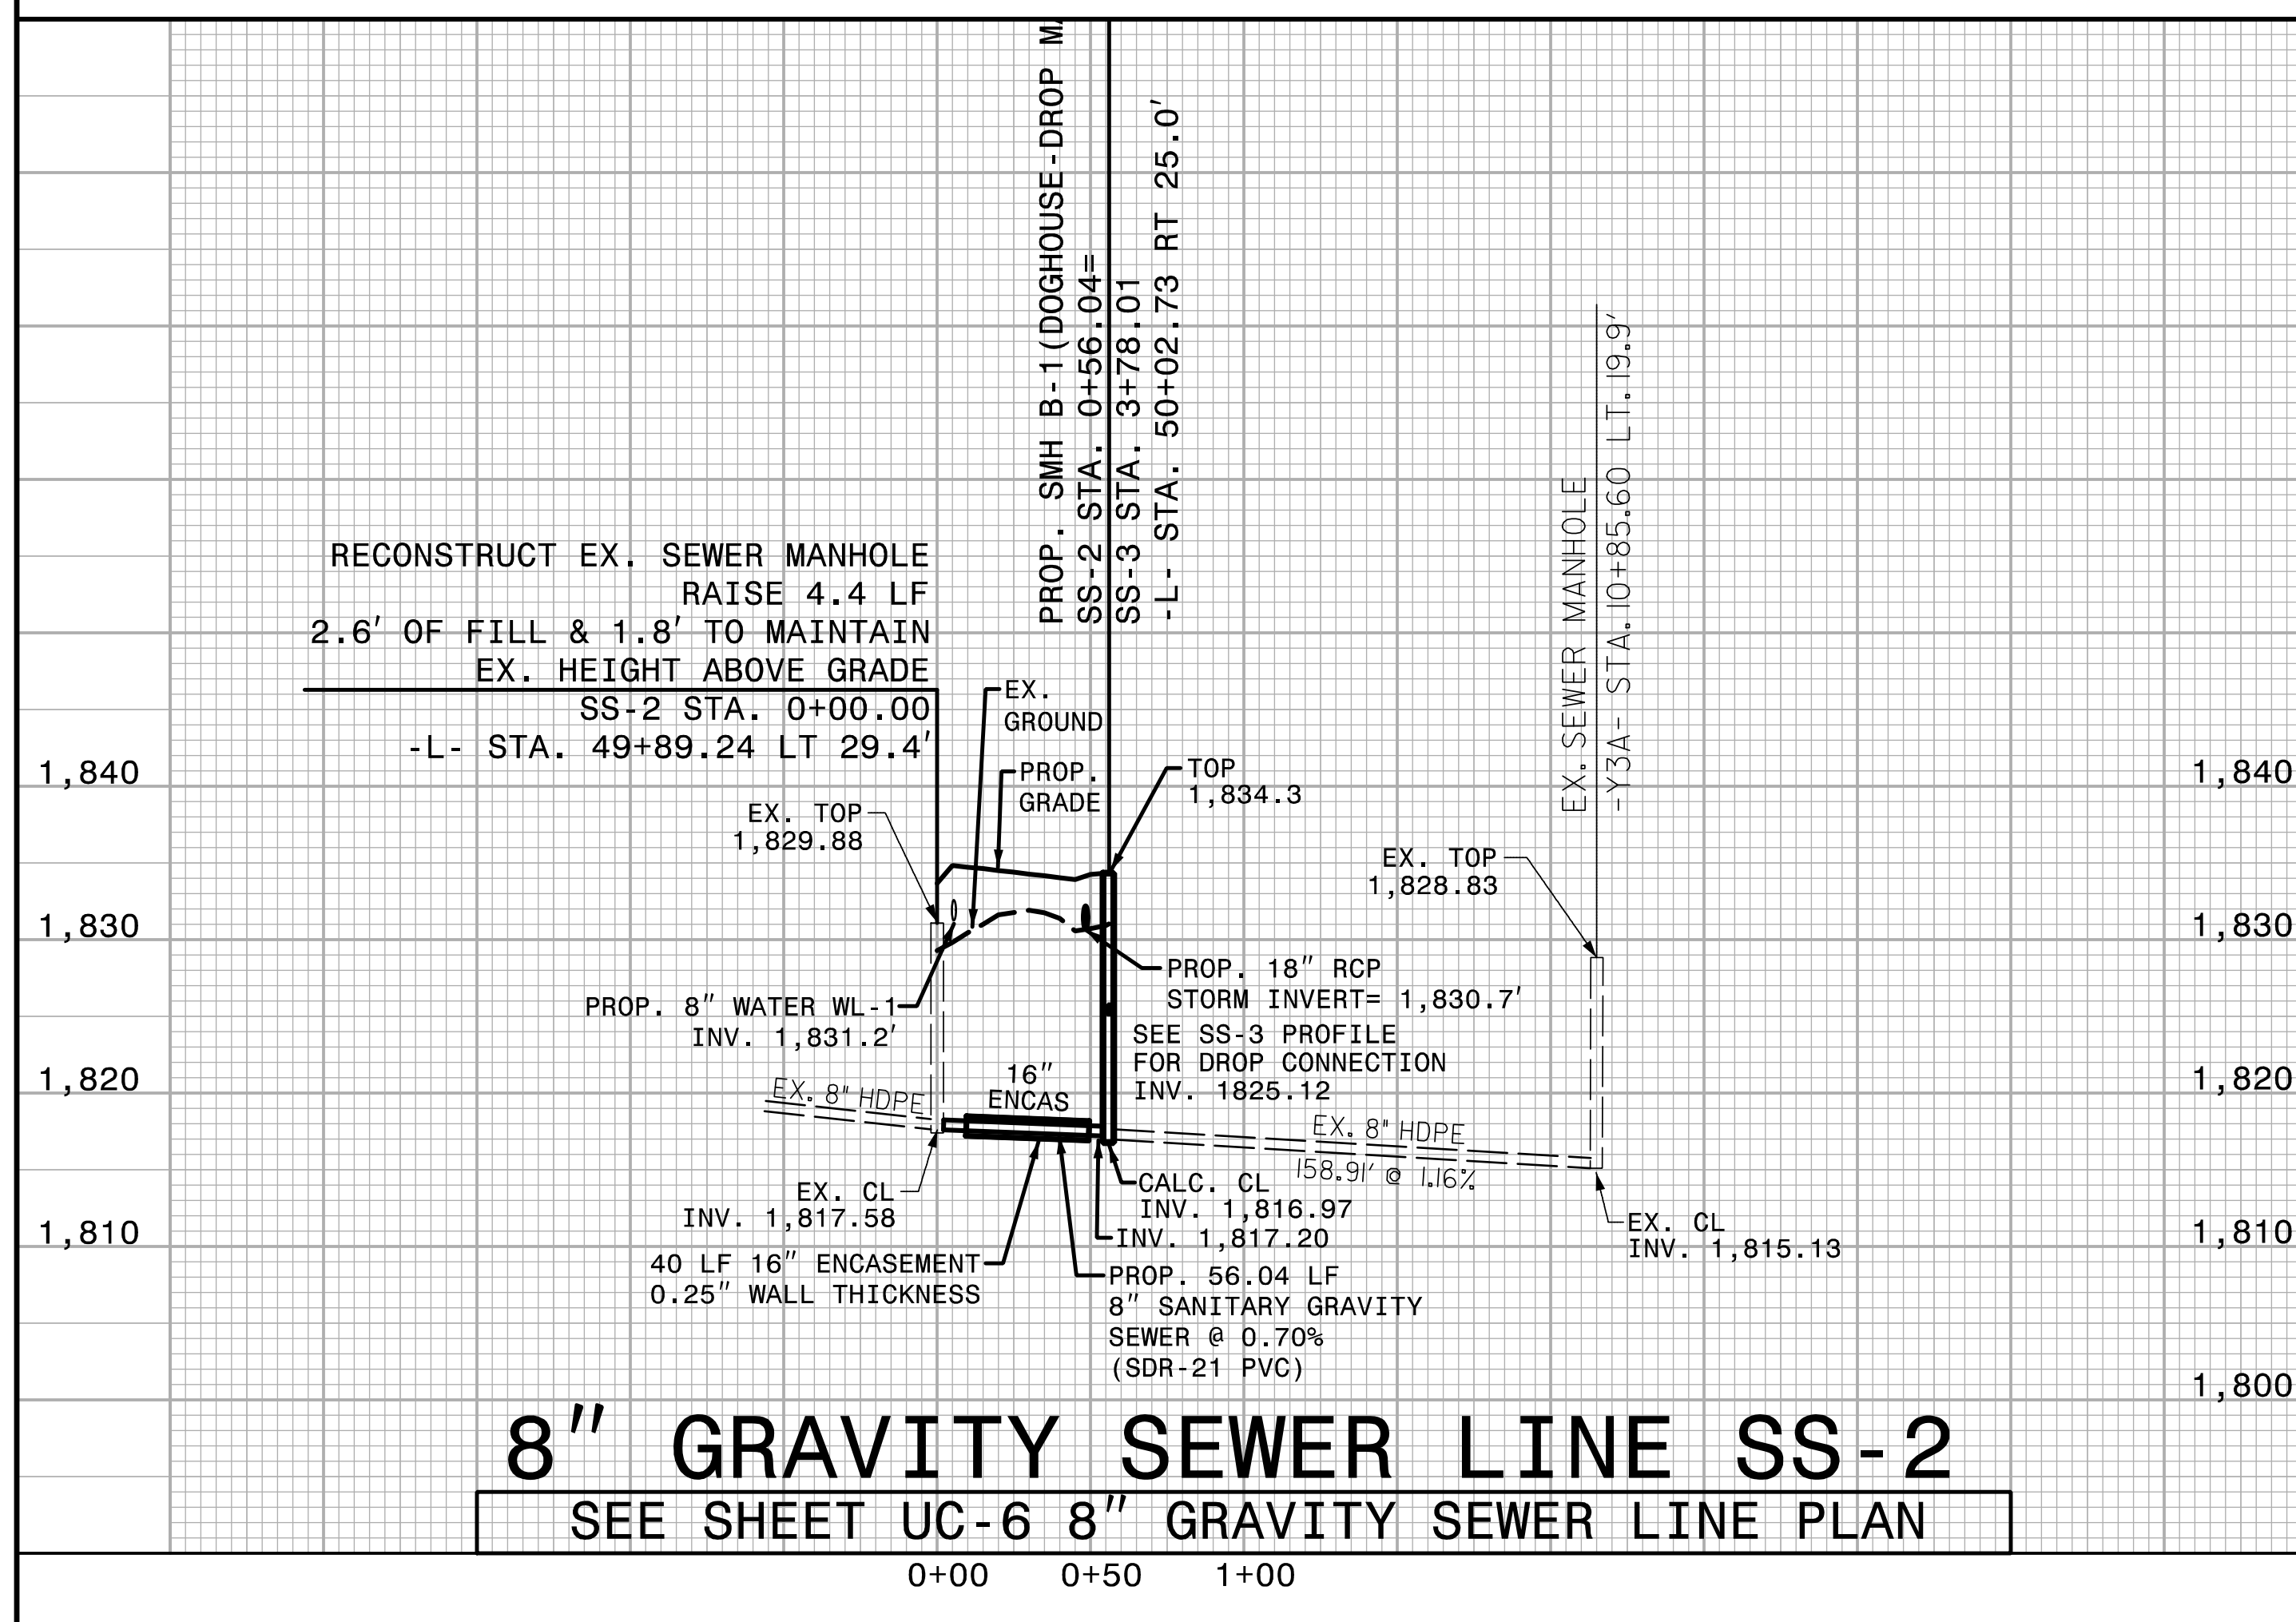 PROP. SMH B-1(DOGHOUSE-DROP
SS-2 STA. 0+56.04=
SS-3 STA. 3+78.01
-L- STA. 50+02.73 RT 25.0'
EX. SEWER MANHOLE
-Y3A- STA. 10+85.60 LT. 19.9'
RECONSTRUCT EX. SEWER MANHOLE
RAISE 4.4 LF
2.6' OF FILL & 1.8' TO MAINTAIN
EX. HEIGHT ABOVE GRADE
SS-2 STA. 0+00.00
-L- STA. 49+89.24 LT 29.4'
EX.
GROUND
PROP.
GRADE
TOP
1,834.3
1,840
1,840
EX. TOP
1,829.88
EX. TOP
1,828.83
1,830
1,830
PROP. 18" RCP
STORM INVERT= 1,830.7'
PROP. 8" WATER WL-1
INV. 1,831.2'
SEE SS-3 PROFILE
FOR DROP CONNECTION
INV. 1825.12
1,820
1,820
16"
ENCAS
EX. 8" HDPE
EX. 8" HDPE
158.91' @ 1.16%
EX. CL
INV. 1,817.58
CALC. CL
INV. 1,816.97
INV. 1,817.20
EX. CL
INV. 1,815.13
1,810
1,810
40 LF 16" ENCASEMENT
0.25" WALL THICKNESS
PROP. 56.04 LF
8" SANITARY GRAVITY
SEWER @ 0.70%
(SDR-21 PVC)
1,800
8" GRAVITY SEWER LINE SS-2
SEE SHEET UC-6 8" GRAVITY SEWER LINE PLAN
0+00 0+50 1+00